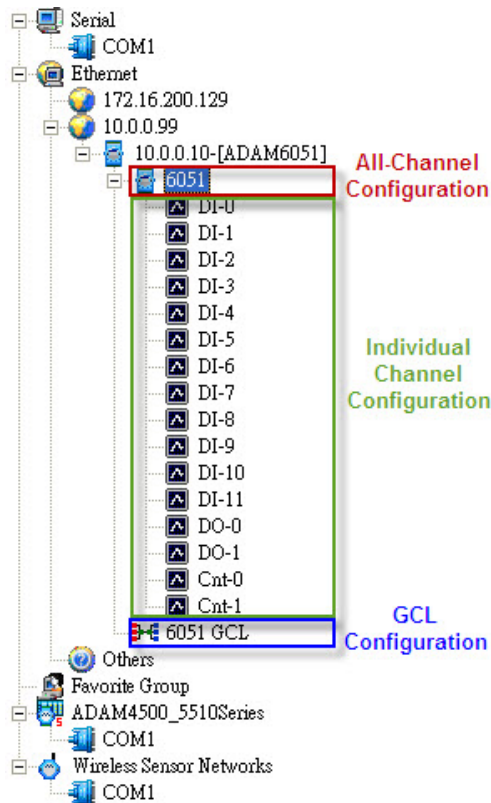 Serial
COM1
Ethernet
172.16.200.129
10.0.0.99
10.0.0.10-[ADAM6051]
6051
All-Channel
Configuration
DI-0
DI-1
DI-2
DI-3
DI-4
DI-5
DI-6
DI-7
DI-8
DI-9
DI-10
DI-11
DO-0
DO-1
Cnt-0
Cnt-1
Individual
Channel
Configuration
6051 GCL
GCL
Configuration
Others
Favorite Group
ADAM4500_5510Series
COM1
Wireless Sensor Networks
COM1